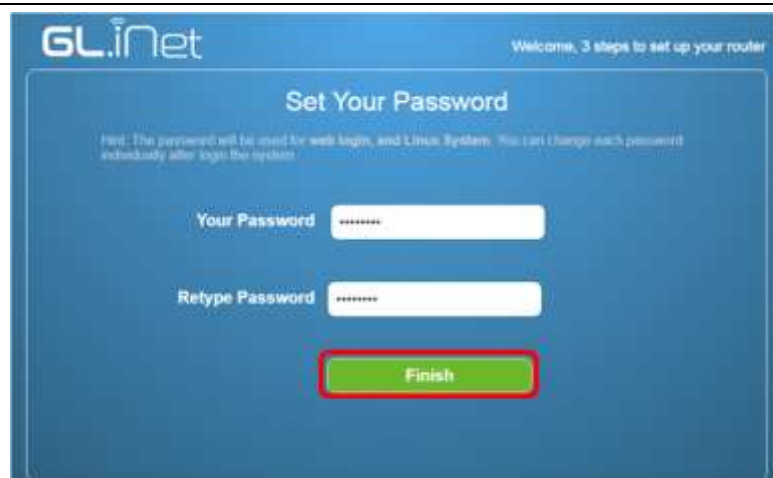 GL.iNet
Welcome, 3 steps to set up your router
Set Your Password
Hint: The password will be used for web login, and Linux System. You can change each password
individually after login the system.
Your Password
••••••••
Retype Password
••••••••
Finish